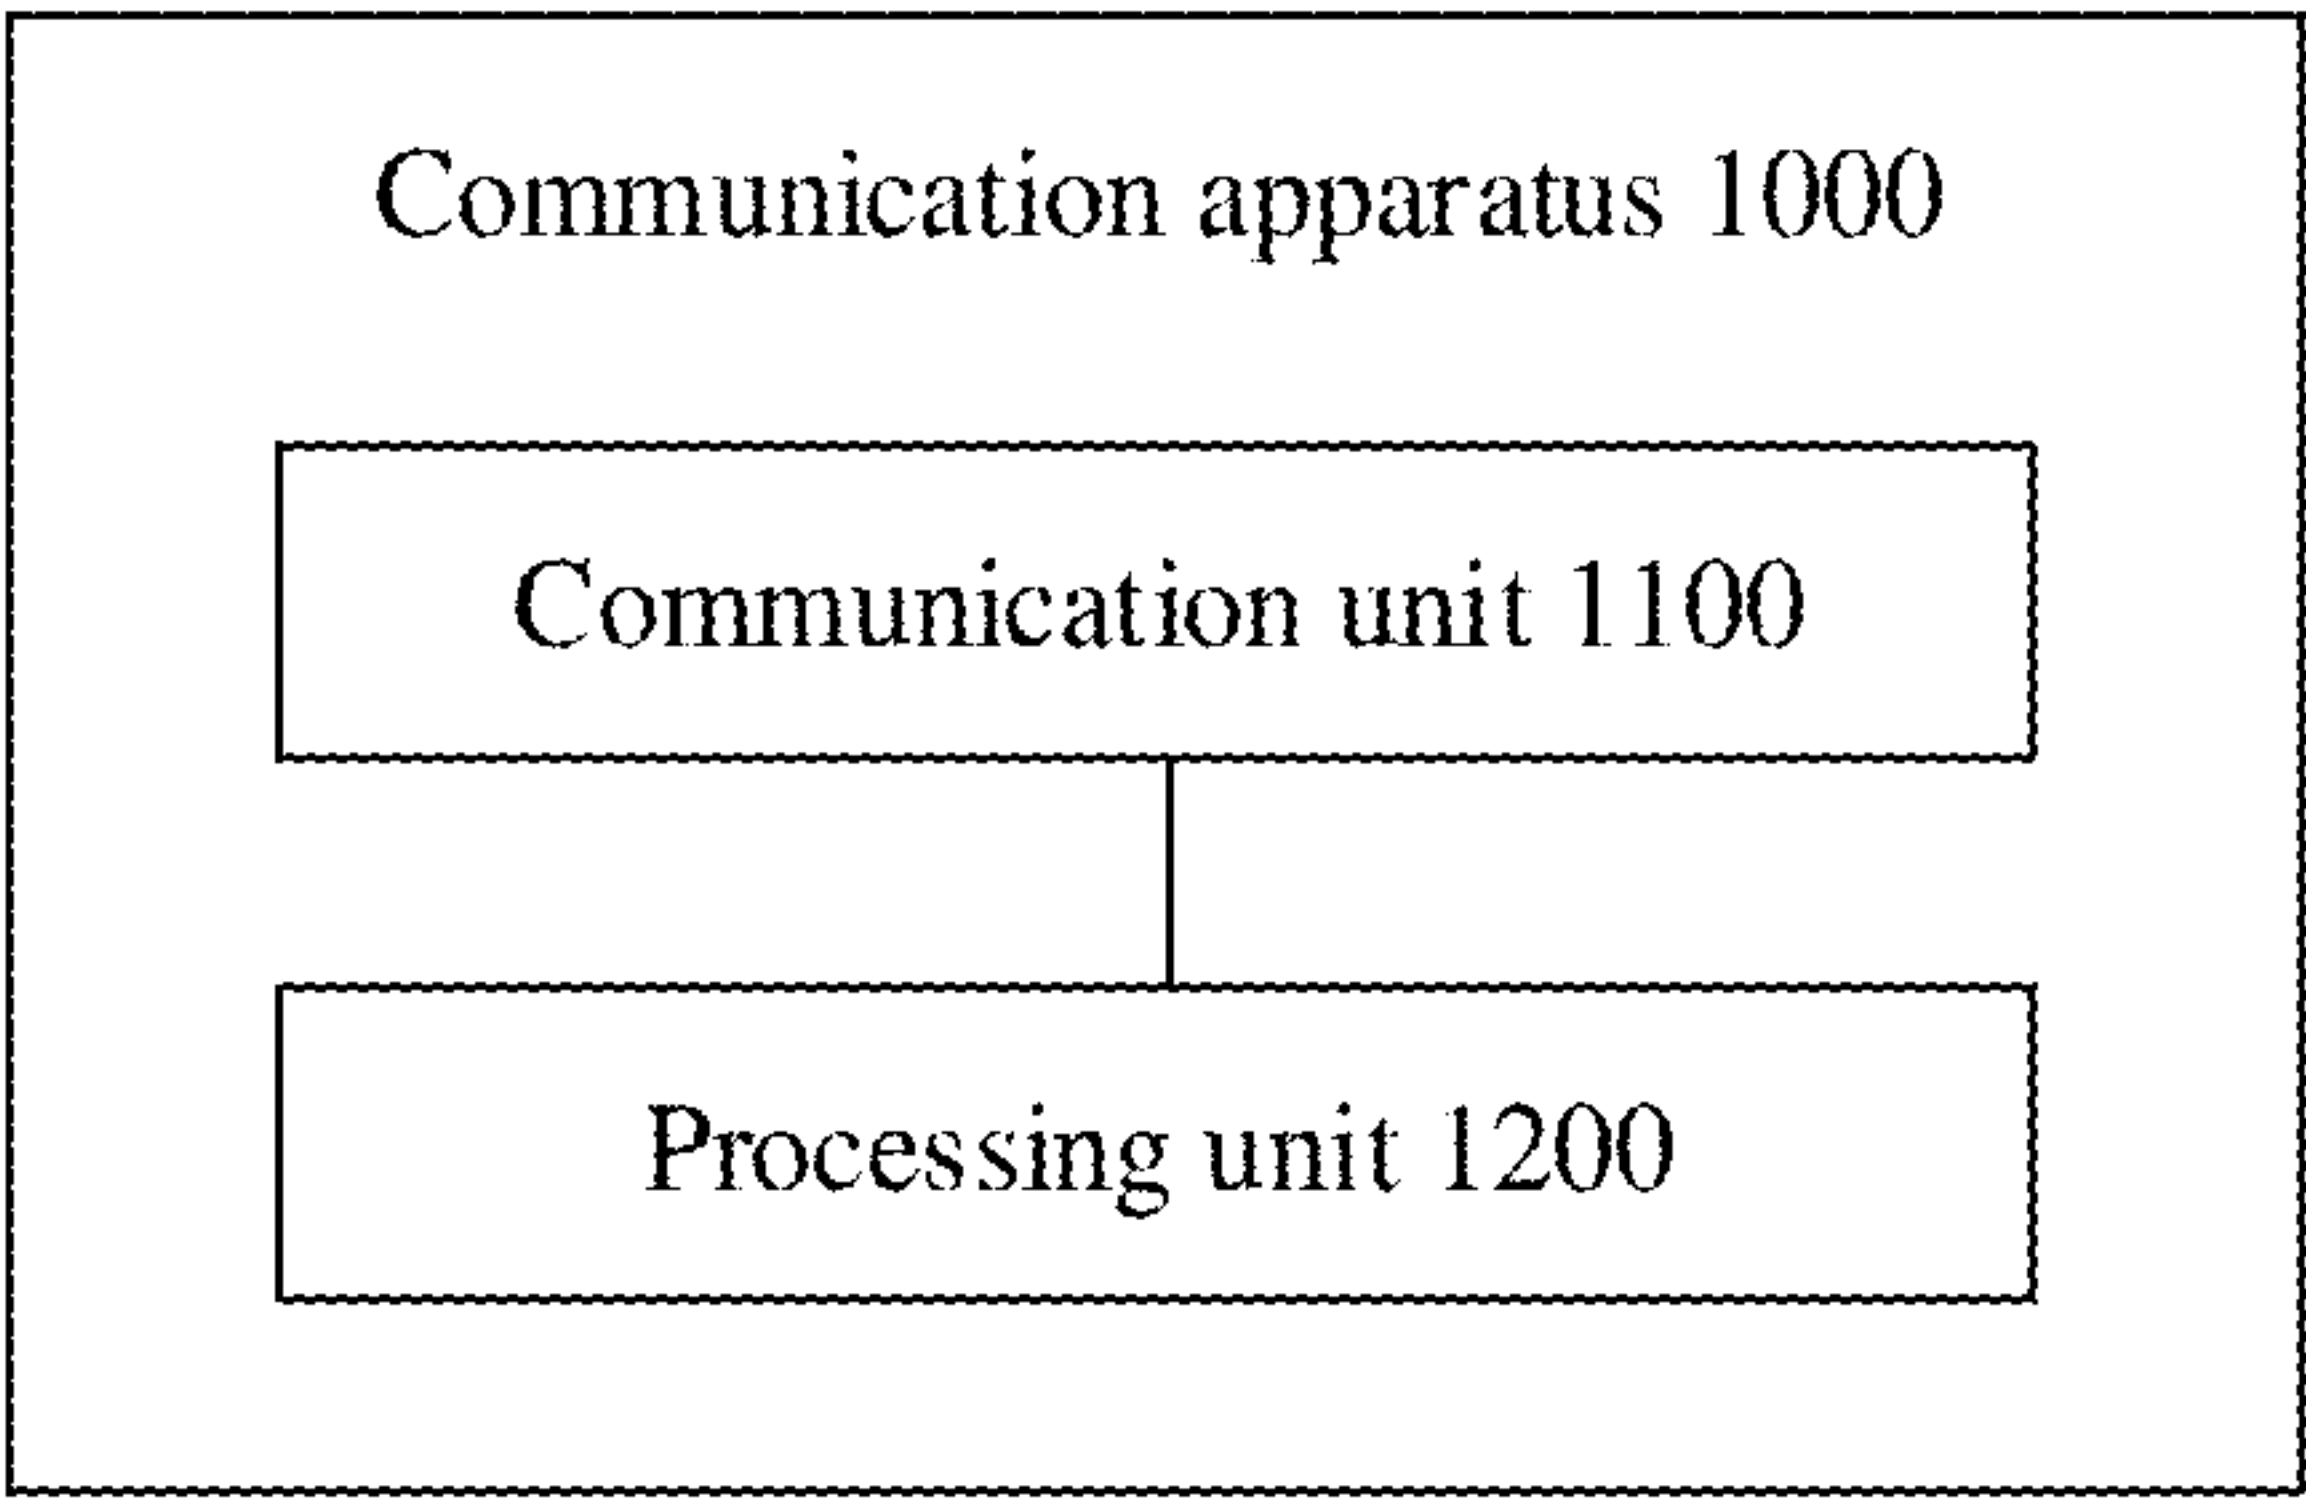 Communication apparatus 1000
Communication unit 1100
Processing unit 1200